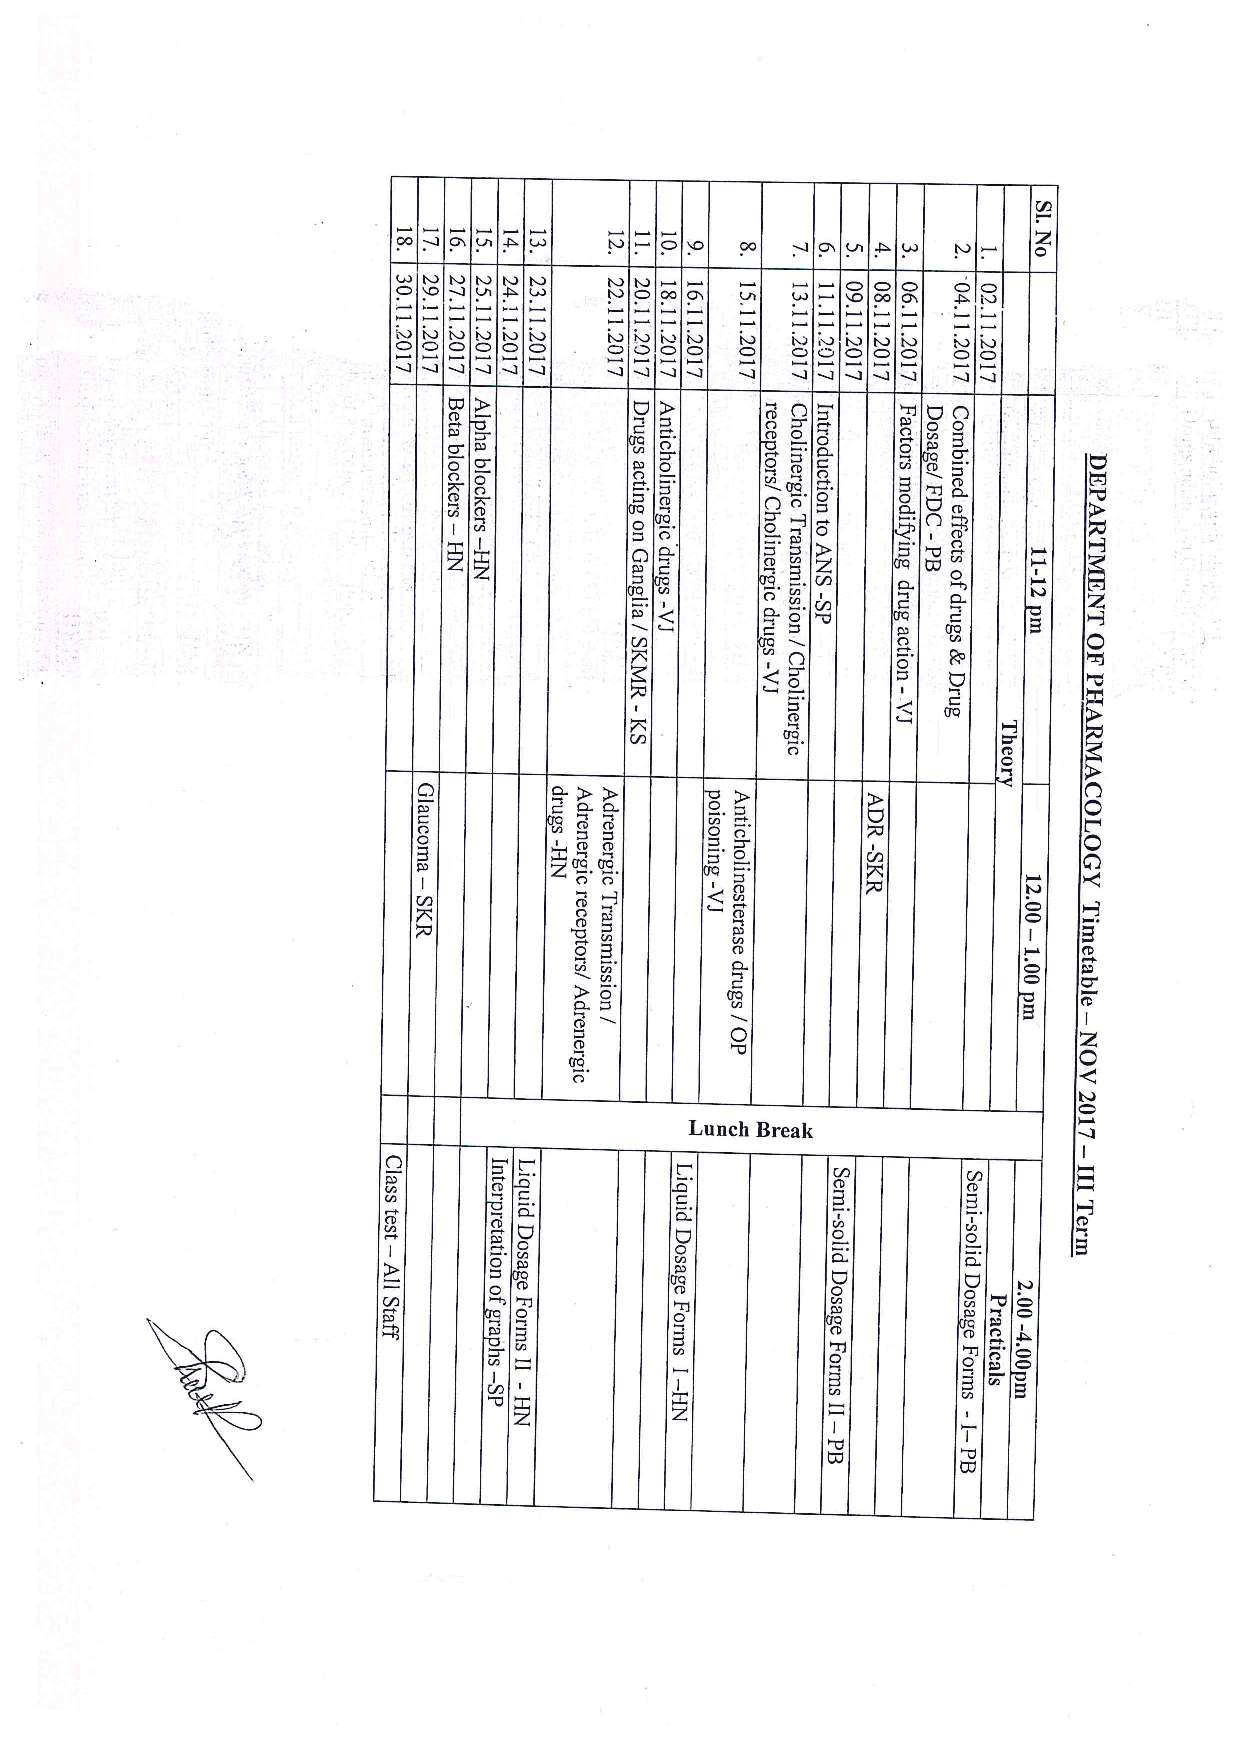 DEPARTMENT OF PHARMACOLOGY Timetable – NOV 2017 – III Term
Sl. No 11-12 pm 12.00 – 1.00 pm Lunch Break 2.00 -4.00pm
Theory Practicals
1. 02.11.2017 Semi-solid Dosage Forms - I– PB
2. 04.11.2017 Combined effects of drugs & Drug
Dosage/ FDC - PB
3. 06.11.2017 Factors modifying drug action - VJ
4. 08.11.2017 ADR -SKR
5. 09.11.2017 Semi-solid Dosage Forms II – PB
6. 11.11.2017 Introduction to ANS -SP
7. 13.11.2017 Cholinergic Transmission / Cholinergic
receptors/ Cholinergic drugs -VJ
8. 15.11.2017 Anticholinesterase drugs / OP
poisoning -VJ
9. 16.11.2017 Liquid Dosage Forms I –HN
10. 18.11.2017 Anticholinergic drugs -VJ
11. 20.11.2017 Drugs acting on Ganglia / SKMR - KS
12. 22.11.2017 Adrenergic Transmission /
Adrenergic receptors/ Adrenergic
drugs -HN
13. 23.11.2017 Liquid Dosage Forms II - HN
14. 24.11.2017 Interpretation of graphs –SP
15. 25.11.2017 Alpha blockers –HN
16. 27.11.2017 Beta blockers – HN
17. 29.11.2017 Glaucoma – SKR
18. 30.11.2017 Class test – All Staff